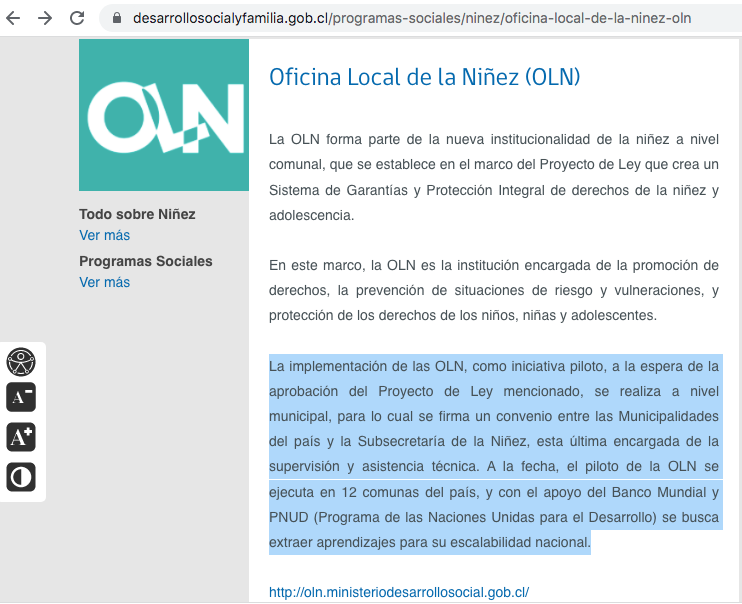 desarrollosocialyfamilia.gob.cl/programas-sociales/ninez/oficina-local-de-la-ninez-oln
OLN
Todo sobre Niñez
Ver más
Programas Sociales
Ver más
A-
A+
Oficina Local de la Niñez (OLN)
La OLN forma parte de la nueva institucionalidad de la niñez a nivel
comunal, que se establece en el marco del Proyecto de Ley que crea un
Sistema de Garantías y Protección Integral de derechos de la niñez y
adolescencia.
En este marco, la OLN es la institución encargada de la promoción de
derechos, la prevención de situaciones de riesgo y vulneraciones, y
protección de los derechos de los niños, niñas y adolescentes.
La implementación de las OLN, como iniciativa piloto, a la espera de la
aprobación del Proyecto de Ley mencionado, se realiza a nivel
municipal, para lo cual se firma un convenio entre las Municipalidades
del país y la Subsecretaría de la Niñez, esta última encargada de la
supervisión y asistencia técnica. A la fecha, el piloto de la OLN se
ejecuta en 12 comunas del país, y con el apoyo del Banco Mundial y
PNUD (Programa de las Naciones Unidas para el Desarrollo) se busca
extraer aprendizajes para su escalabilidad nacional.
http://oln.ministeriodesarrollosocial.gob.cl/